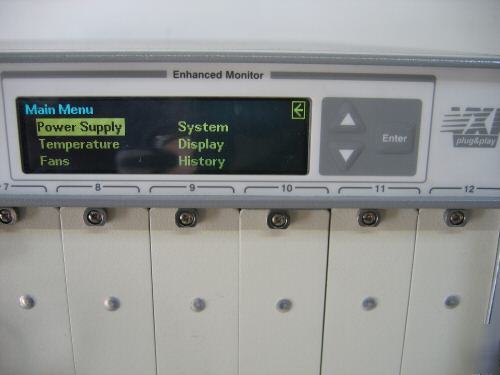 Enhanced Monitor
Main Menu
Power Supply System
Temperature Display
Fans History
Enter
VXI
plug&play
7 8 9 10 11 12